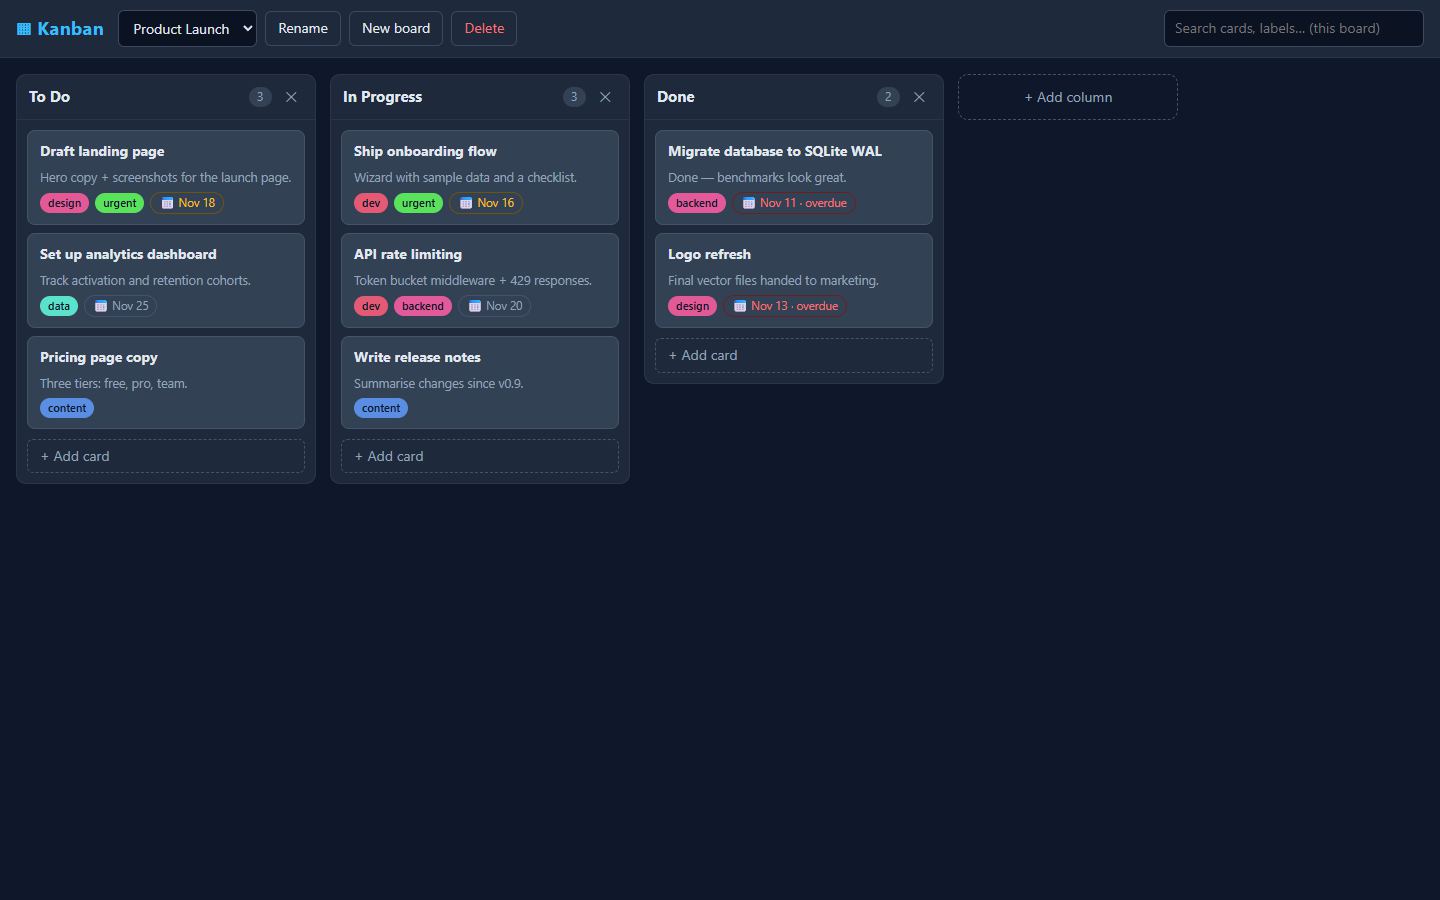 Kanban
Product Launch
Rename
New board
Delete
Search cards, labels... (this board)
To Do
3
Draft landing page
Hero copy + screenshots for the launch page.
design urgent Nov 18
Set up analytics dashboard
Track activation and retention cohorts.
data Nov 25
Pricing page copy
Three tiers: free, pro, team.
content
+ Add card
In Progress
3
Ship onboarding flow
Wizard with sample data and a checklist.
dev urgent Nov 16
API rate limiting
Token bucket middleware + 429 responses.
dev backend Nov 20
Write release notes
Summarise changes since v0.9.
content
+ Add card
Done
2
Migrate database to SQLite WAL
Done — benchmarks look great.
backend Nov 11 · overdue
Logo refresh
Final vector files handed to marketing.
design Nov 13 · overdue
+ Add card
+ Add column